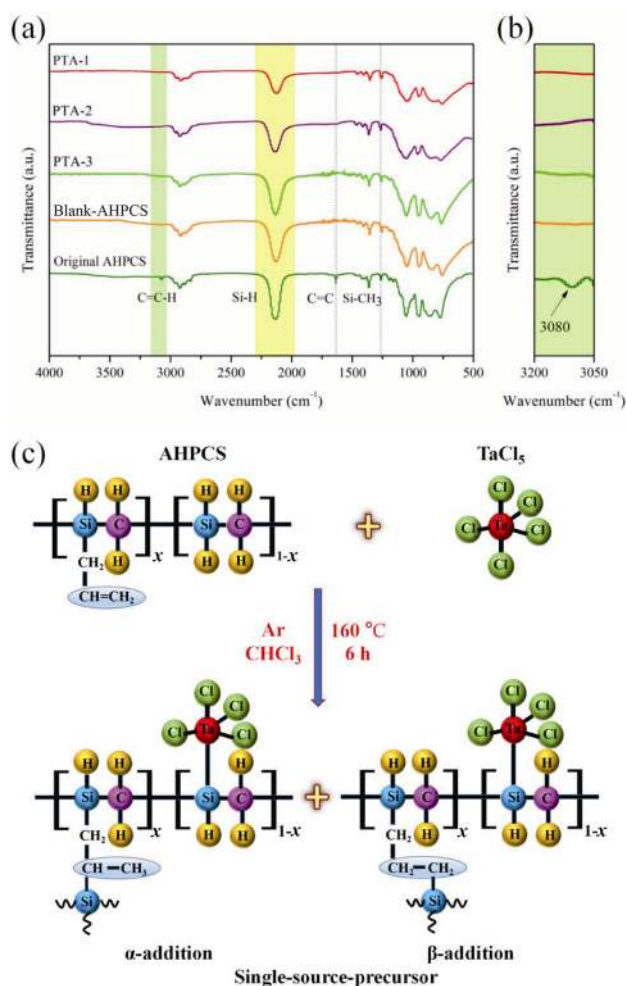 (a)
(b)
PTA-1
PTA-2
PTA-3
Blank-AHPCS
Original AHPCS
C=C-H
Si-H
C=C
Si-CH₃
3080
Transmittance (a.u.)
Transmittance (a.u.)
4000 3500 3000 2500 2000 1500 1000 500
3200 3050
Wavenumber (cm⁻¹)
Wavenumber (cm⁻¹)
(c)
AHPCS
TaCl₅
H H H H
Cl Cl
Si C Si C
Cl Ta Cl
CH₂ H x H H 1-x
Cl
CH=CH₂
Ar
160 °C
CHCl₃
6 h
Cl Cl
Cl Ta Cl
Cl Cl
Cl Ta Cl
H H H
H H H
Si C Si C
Si C Si C
CH₂ H x H H 1-x
CH₂ H x H H 1-x
CH–CH₃
CH₂–CH₂
Si
Si
α-addition
β-addition
Single-source-precursor